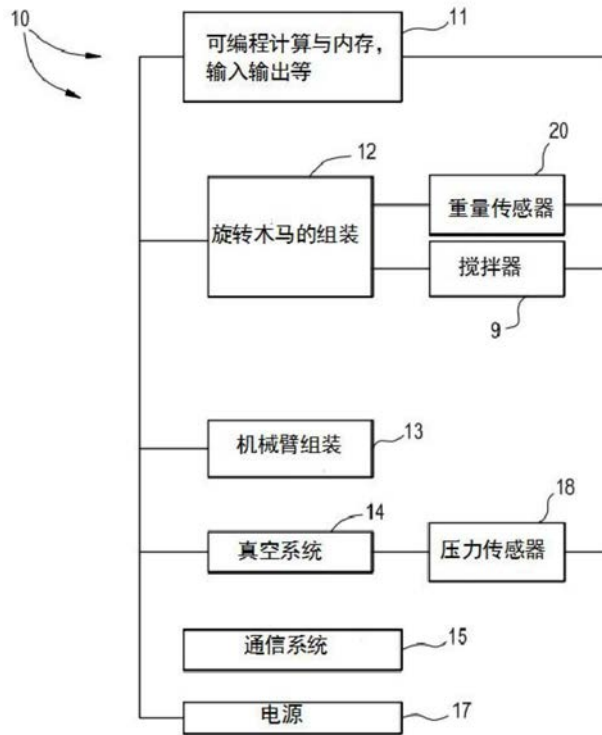 10
11
可编程计算与内存，
输入输出等
12
旋转木马的组装
20
重量传感器
搅拌器
9
机械臂组装
13
14
真空系统
18
压力传感器
通信系统
15
电源
17